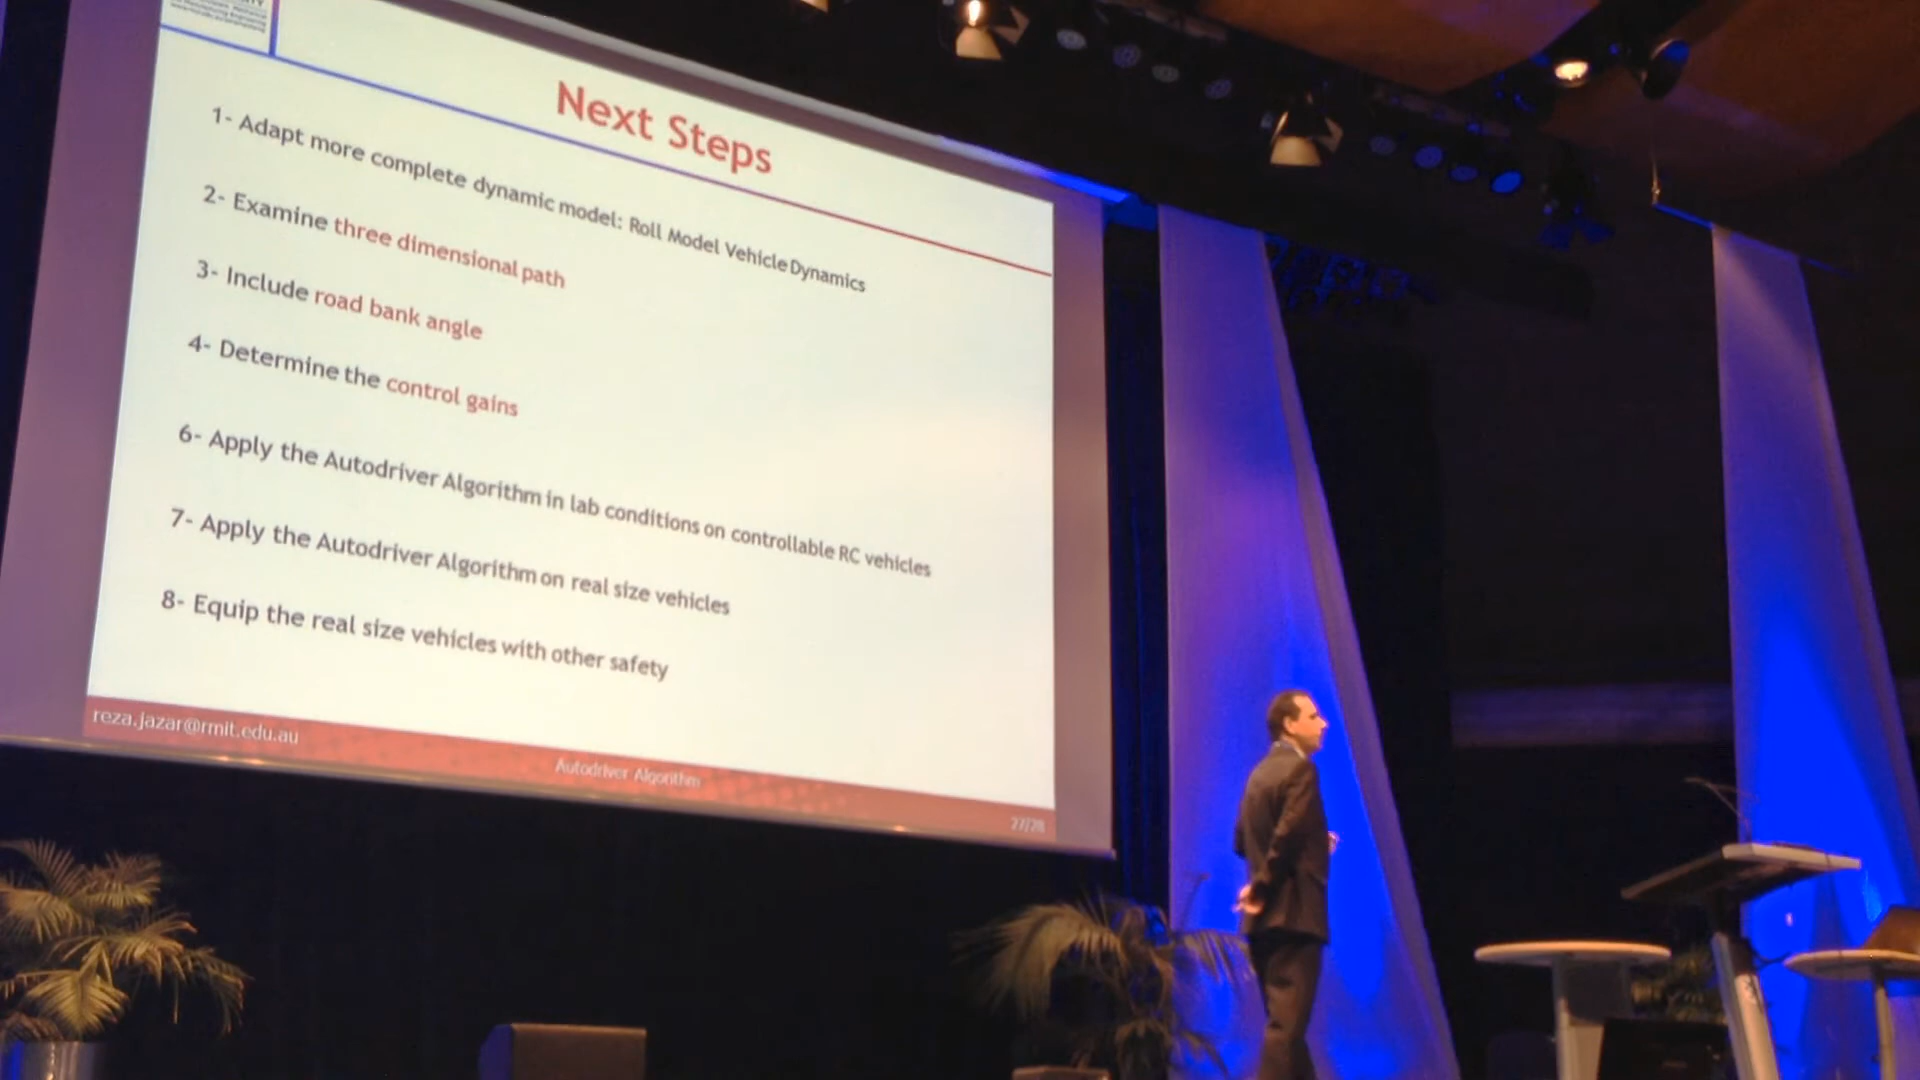 Next Steps
1- Adapt more complete dynamic model: Roll Model Vehicle Dynamics
2- Examine three dimensional path
3- Include road bank angle
4- Determine the control gains
6- Apply the Autodriver Algorithm in lab conditions on controllable RC vehicles
7- Apply the Autodriver Algorithm on real size vehicles
8- Equip the real size vehicles with other safety
reza.jazar@rmit.edu.au
Autodriver Algorithm
27/28